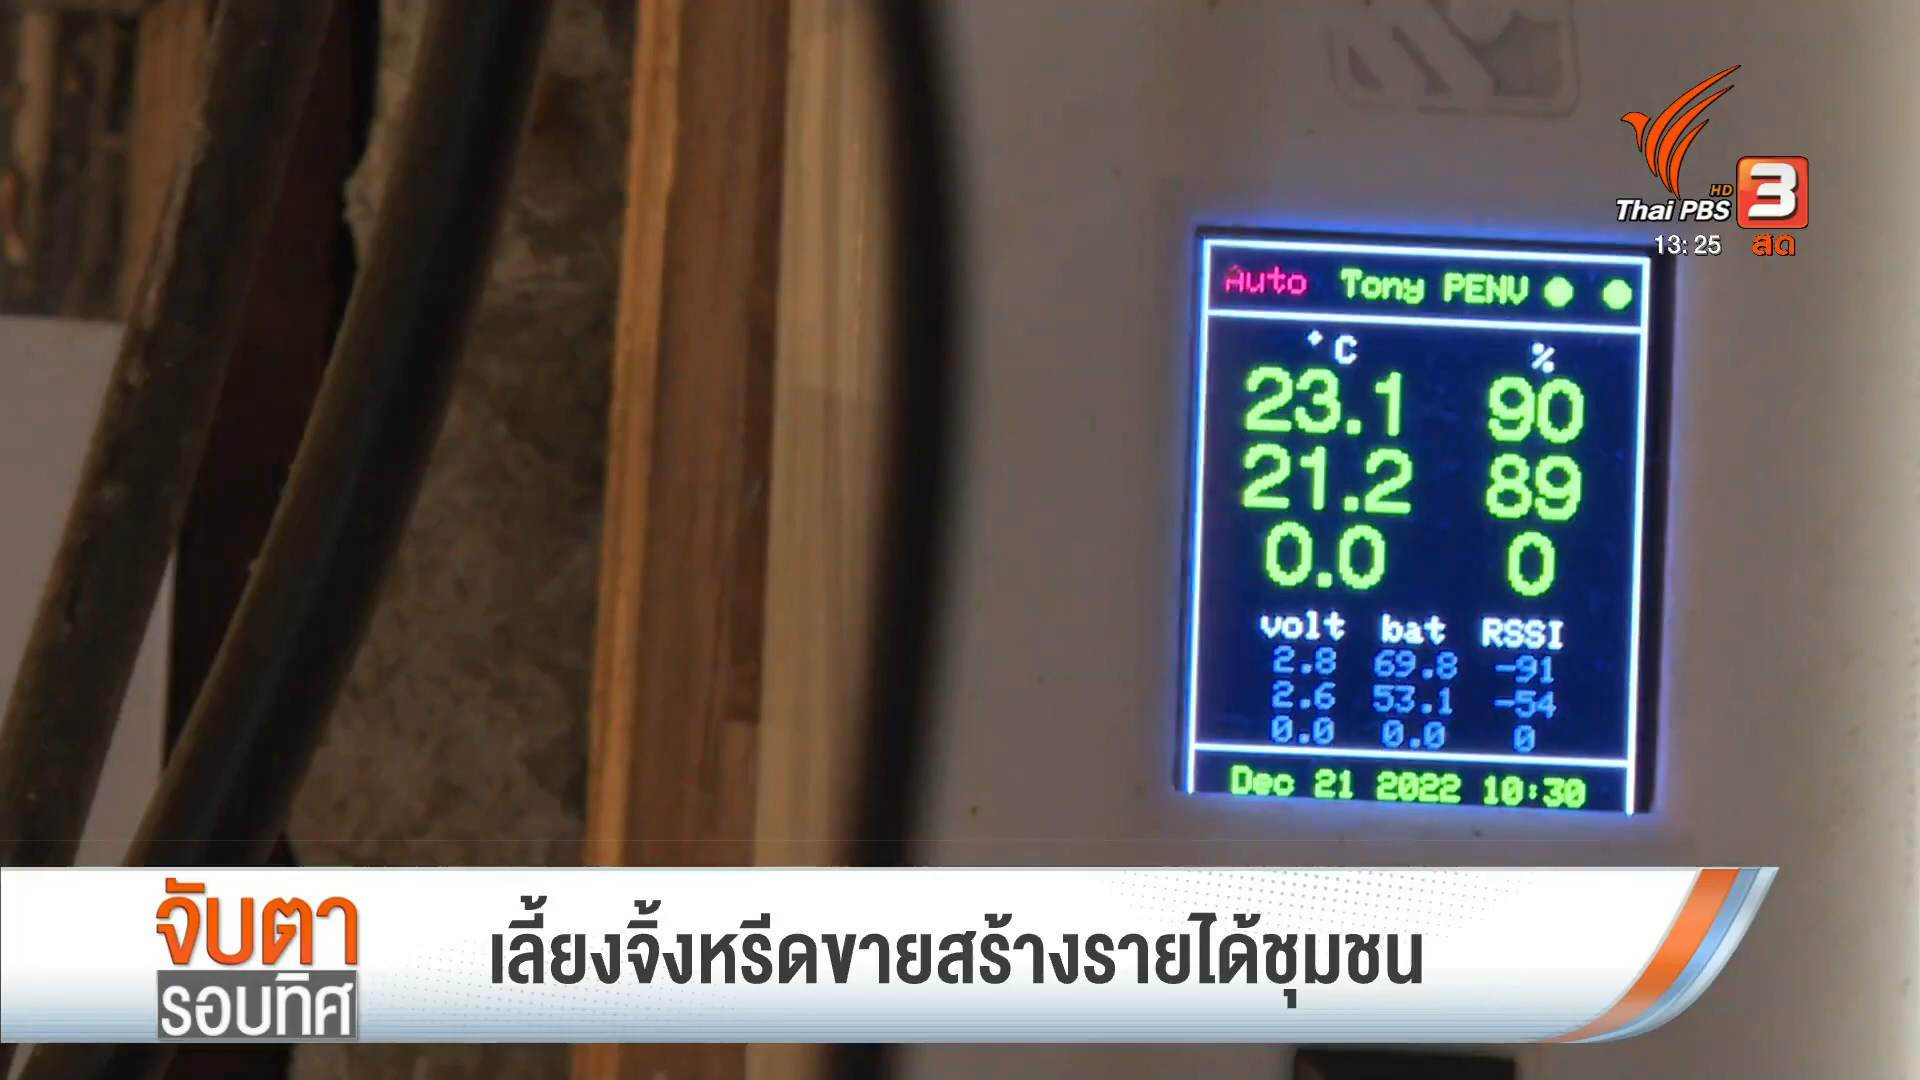 HD
Thai PBS 3
13:25 สด
Auto Tony PENV
°C %
23.1 90
21.2 89
0.0 0
volt bat RSSI
2.8 69.8 -91
2.6 53.1 -54
0.0 0.0 0
Dec 21 2022 10:30
จับตา
รอบทิศ
เลี้ยงจิ้งหรีดขายสร้างรายได้ชุมชน